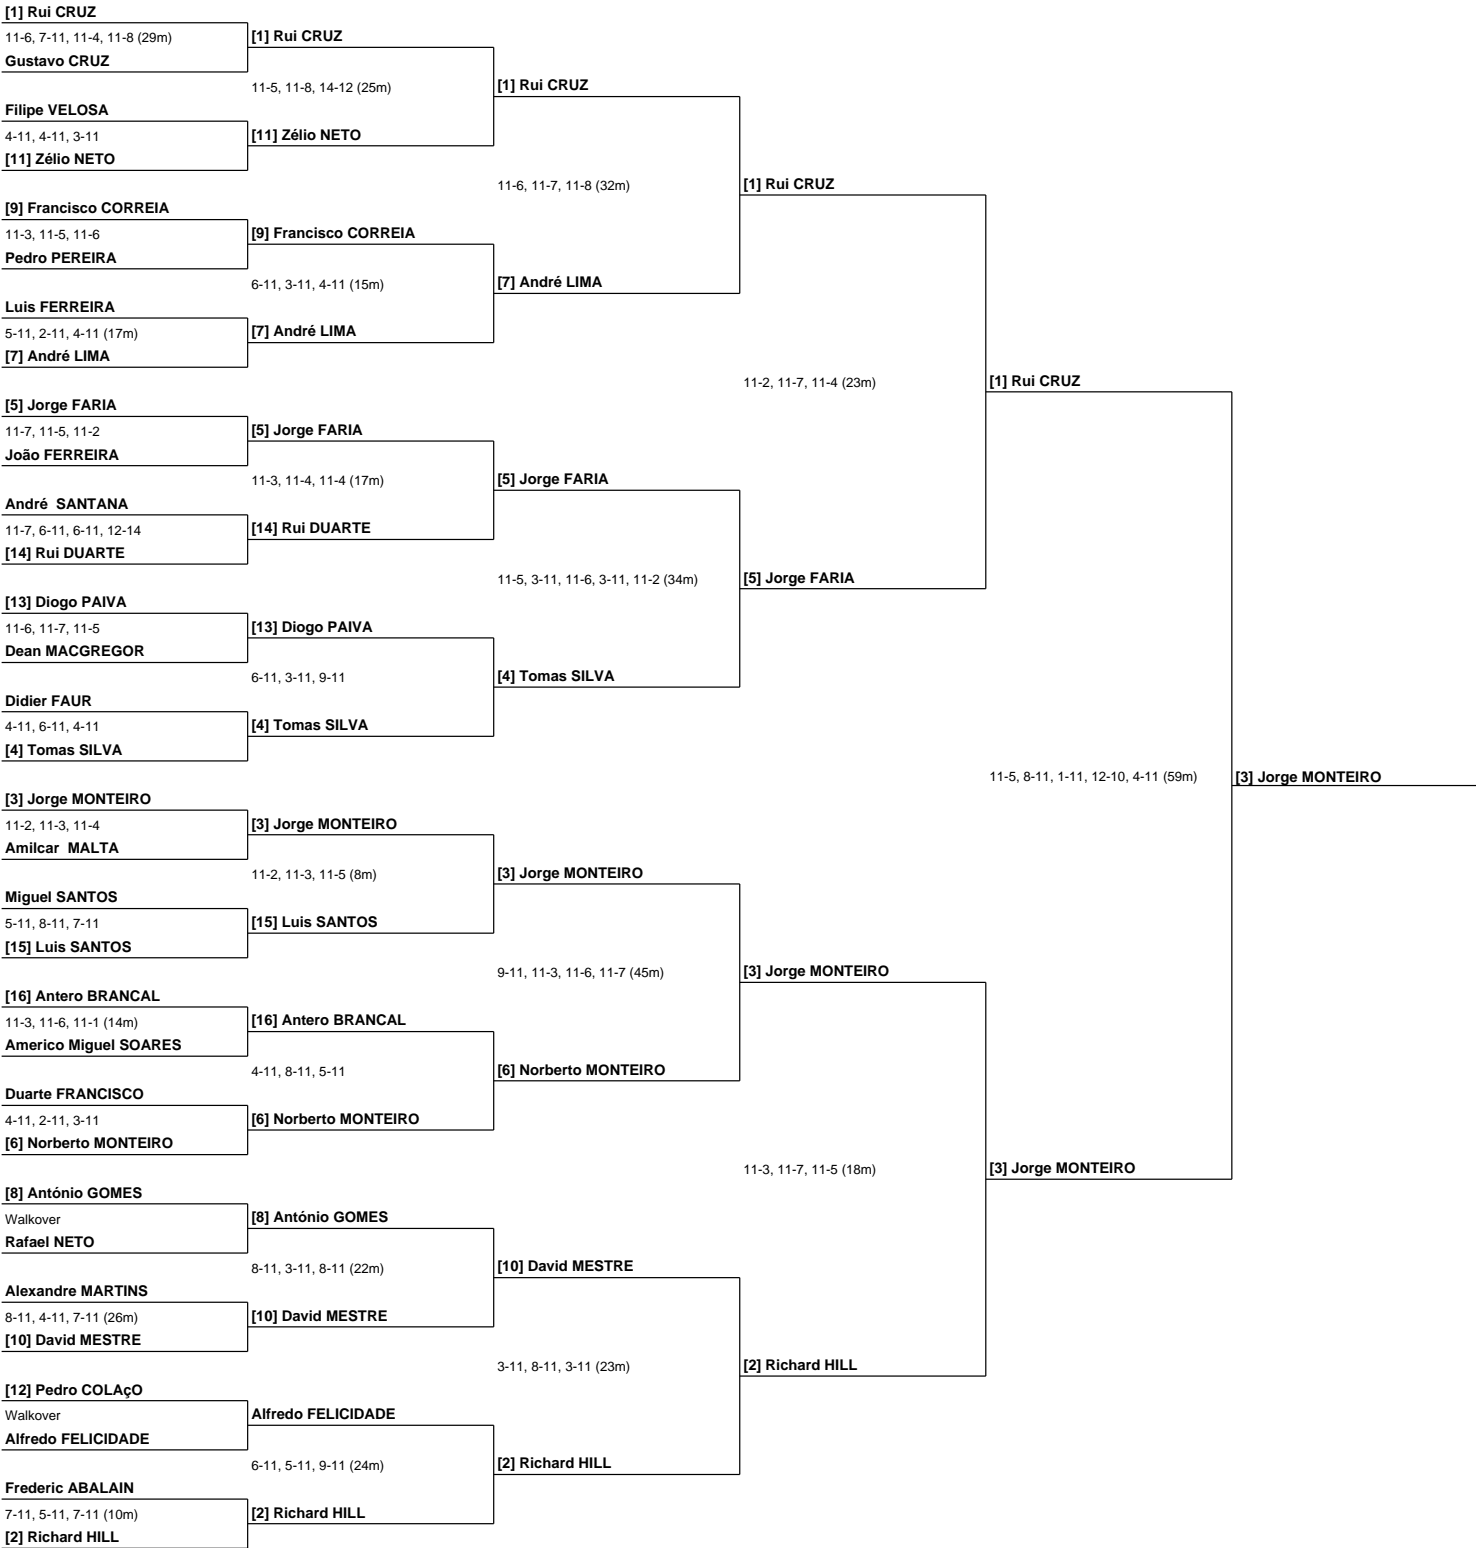 [1] Rui CRUZ
11-6, 7-11, 11-4, 11-8 (29m)
Gustavo CRUZ
Filipe VELOSA
4-11, 4-11, 3-11
[11] Zélio NETO
[9] Francisco CORREIA
11-3, 11-5, 11-6
Pedro PEREIRA
Luis FERREIRA
5-11, 2-11, 4-11 (17m)
[7] André LIMA
[5] Jorge FARIA
11-7, 11-5, 11-2
João FERREIRA
André  SANTANA
11-7, 6-11, 6-11, 12-14
[14] Rui DUARTE
[13] Diogo PAIVA
11-6, 11-7, 11-5
Dean MACGREGOR
Didier FAUR
4-11, 6-11, 4-11
[4] Tomas SILVA
[3] Jorge MONTEIRO
11-2, 11-3, 11-4
Amilcar  MALTA
Miguel SANTOS
5-11, 8-11, 7-11
[15] Luis SANTOS
[16] Antero BRANCAL
11-3, 11-6, 11-1 (14m)
Americo Miguel SOARES
Duarte FRANCISCO
4-11, 2-11, 3-11
[6] Norberto MONTEIRO
[8] António GOMES
Walkover
Rafael NETO
Alexandre MARTINS
8-11, 4-11, 7-11 (26m)
[10] David MESTRE
[12] Pedro COLAçO
Walkover
Alfredo FELICIDADE
Frederic ABALAIN
7-11, 5-11, 7-11 (10m)
[2] Richard HILL
[1] Rui CRUZ
11-5, 11-8, 14-12 (25m)
[11] Zélio NETO
[9] Francisco CORREIA
6-11, 3-11, 4-11 (15m)
[7] André LIMA
[5] Jorge FARIA
11-3, 11-4, 11-4 (17m)
[14] Rui DUARTE
[13] Diogo PAIVA
6-11, 3-11, 9-11
[4] Tomas SILVA
[3] Jorge MONTEIRO
11-2, 11-3, 11-5 (8m)
[15] Luis SANTOS
[16] Antero BRANCAL
4-11, 8-11, 5-11
[6] Norberto MONTEIRO
[8] António GOMES
8-11, 3-11, 8-11 (22m)
[10] David MESTRE
Alfredo FELICIDADE
6-11, 5-11, 9-11 (24m)
[2] Richard HILL
[1] Rui CRUZ
11-6, 11-7, 11-8 (32m)
[7] André LIMA
[5] Jorge FARIA
11-5, 3-11, 11-6, 3-11, 11-2 (34m)
[4] Tomas SILVA
[3] Jorge MONTEIRO
9-11, 11-3, 11-6, 11-7 (45m)
[6] Norberto MONTEIRO
[10] David MESTRE
3-11, 8-11, 3-11 (23m)
[2] Richard HILL
[1] Rui CRUZ
11-2, 11-7, 11-4 (23m)
[5] Jorge FARIA
[3] Jorge MONTEIRO
11-3, 11-7, 11-5 (18m)
[2] Richard HILL
[1] Rui CRUZ
11-5, 8-11, 1-11, 12-10, 4-11 (59m)
[3] Jorge MONTEIRO
[3] Jorge MONTEIRO